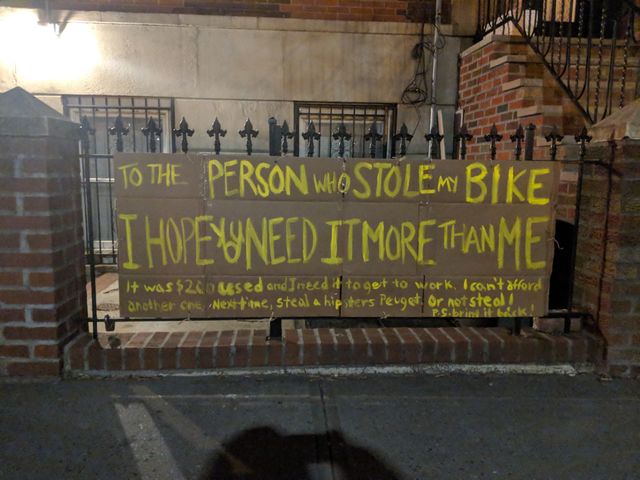 TO THE PERSON WHO STOLE MY BIKE
I HOPE YOU NEED IT MORE THAN ME
It was $200 used and I need it to get to work. I can't afford
another one. Next time, steal a hipsters Peuget. Or not steal!
P.S. bring it back!